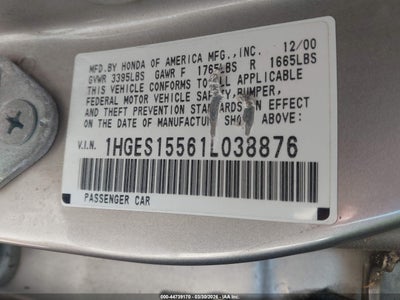 MFD.BY HONDA OF AMERICA MFG.,INC. 12/00
GVWR 3395LBS GAWR F 1765LBS R 1665LBS
THIS VEHICLE CONFORMS TO ALL APPLICABLE
FEDERAL MOTOR VEHICLE SAFETY,BUMPER,
AND THEFT PREVENTION STANDARDS IN EFFECT
ON THE DATE OF MANUFACTURE SHOWN ABOVE:
V.I.N. 1HGES15561L038876
PASSENGER CAR
000-44739170 - 03/30/2026 - IAA, Inc.